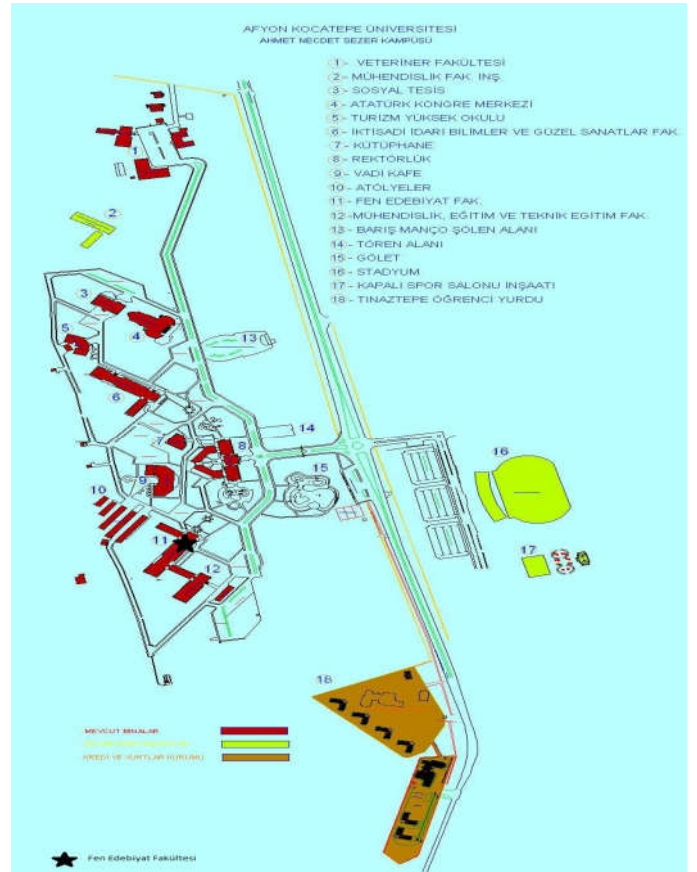 AFYON KOCATEPE ÜNİVERSİTESİ
AHMET NECDET SEZER KAMPÜSÜ
1 - VETERİNER FAKÜLTESİ
2 - MÜHENDİSLİK FAK. İNŞ.
3 - SOSYAL TESİS
4 - ATATÜRK KONGRE MERKEZİ
5 - TURİZM YÜKSEK OKULU
6 - İKTİSADİ İDARİ BİLİMLER VE GÜZEL SANATLAR FAK.
7 - KÜTÜPHANE
8 - REKTÖRLÜK
9 - VADİ KAFE
10 - ATÖLYELER
11 - FEN EDEBİYAT FAK.
12 - MÜHENDİSLİK, EĞİTİM VE TEKNİK EGİTİM FAK.
13 - BARIŞ MANÇO ŞÖLEN ALANI
14 - TÖREN ALANI
15 - GÖLET
16 - STADYUM
17 - KAPALI SPOR SALONU İNŞAATI
18 - TINAZTEPE ÖĞRENCİ YURDU
1
2
3
4
5
6
7
8
9
10
11
12
13
14
15
16
17
18
MEVCUT BİNALAR
KREDİ VE YURTLAR KURUMU
Fen Edebiyat Fakültesi